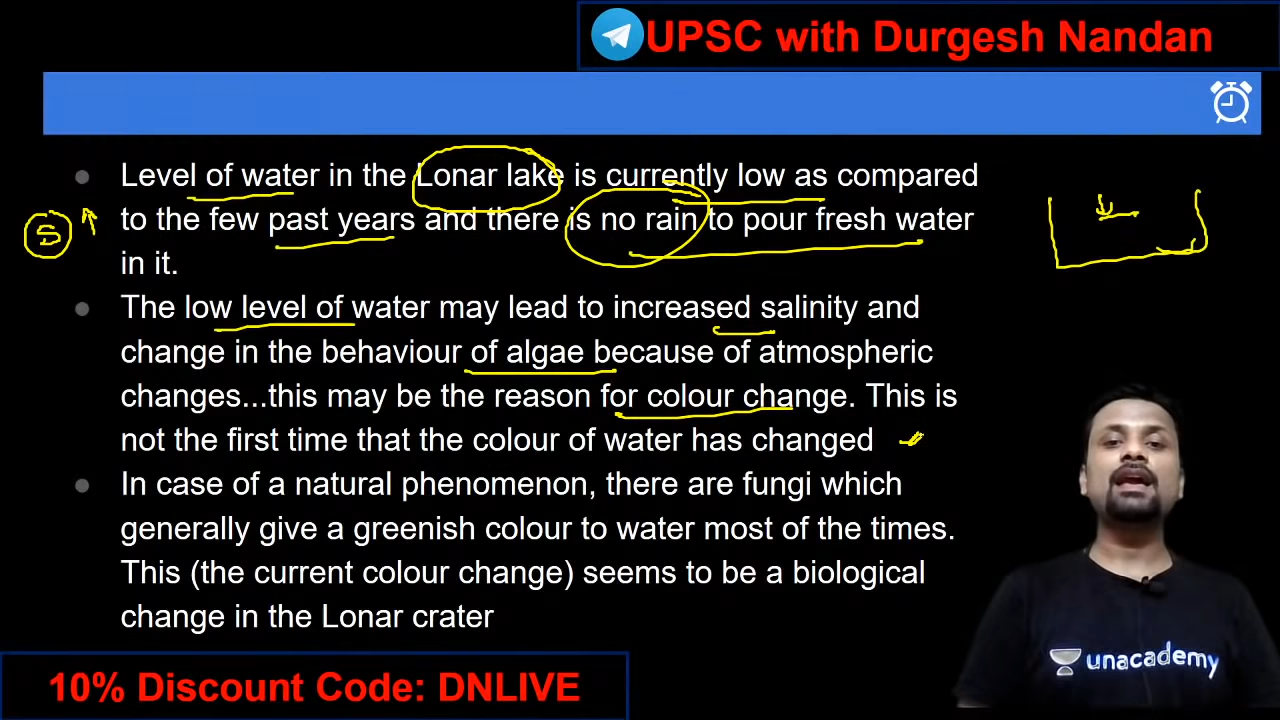 UPSC with Durgesh Nandan
Level of water in the Lonar lake is currently low as compared
to the few past years and there is no rain to pour fresh water
in it.
The low level of water may lead to increased salinity and
change in the behaviour of algae because of atmospheric
changes...this may be the reason for colour change. This is
not the first time that the colour of water has changed
In case of a natural phenomenon, there are fungi which
generally give a greenish colour to water most of the times.
This (the current colour change) seems to be a biological
change in the Lonar crater
S
unacademy
10% Discount Code: DNLIVE